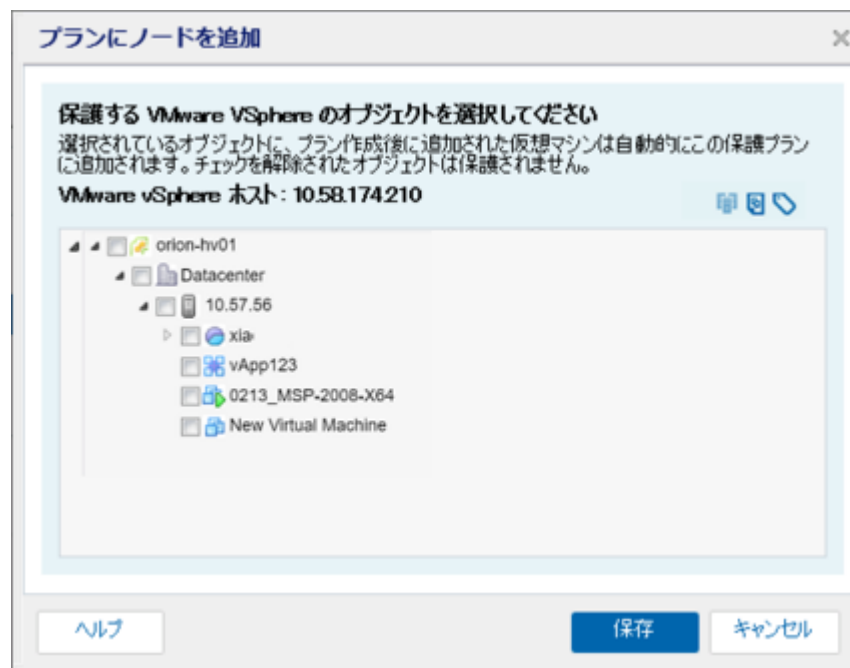 プランにノードを追加
保護する VMware VSphere のオブジェクトを選択してください
選択されているオブジェクトに、プラン作成後に追加された仮想マシンは自動的にこの保護プラン
に追加されます。チェックを解除されたオブジェクトは保護されません。
VMware vSphere ホスト : 10.58.174.210
orion-hv01
Datacenter
10.57.56
xia
vApp123
0213_MSP-2008-X64
New Virtual Machine
ヘルプ
保存
キャンセル